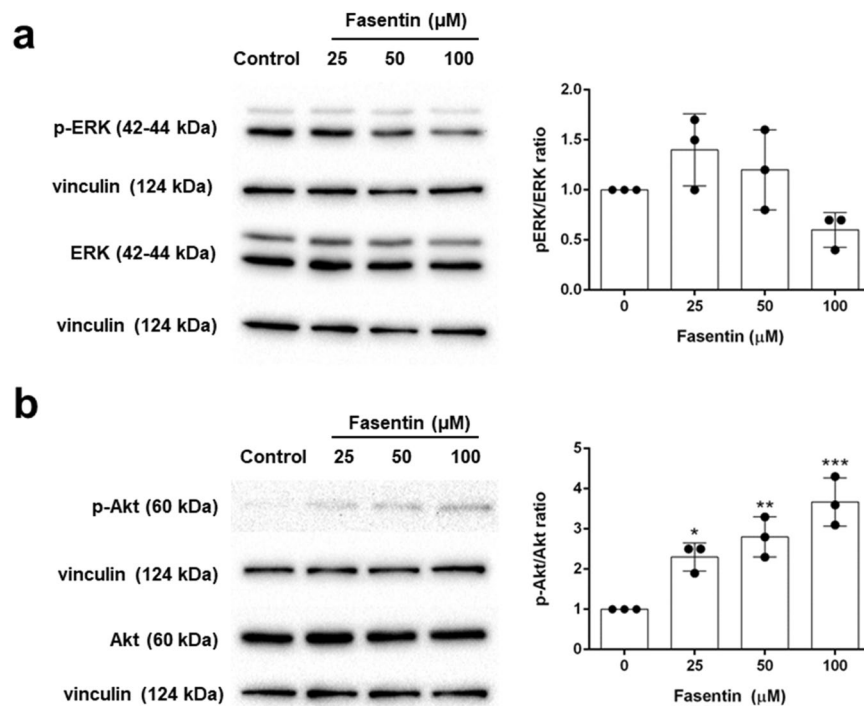 a
Fasentin (µM)
Control 25 50 100
p-ERK (42-44 kDa)
vinculin (124 kDa)
ERK (42-44 kDa)
vinculin (124 kDa)
2.0
1.5
1.0
0.5
0.0
pERK/ERK ratio
0 25 50 100
Fasentin (µM)
b
Fasentin (µM)
Control 25 50 100
p-Akt (60 kDa)
vinculin (124 kDa)
Akt (60 kDa)
vinculin (124 kDa)
5
4
3
2
1
0
p-Akt/Akt ratio
*
**
***
0 25 50 100
Fasentin (µM)